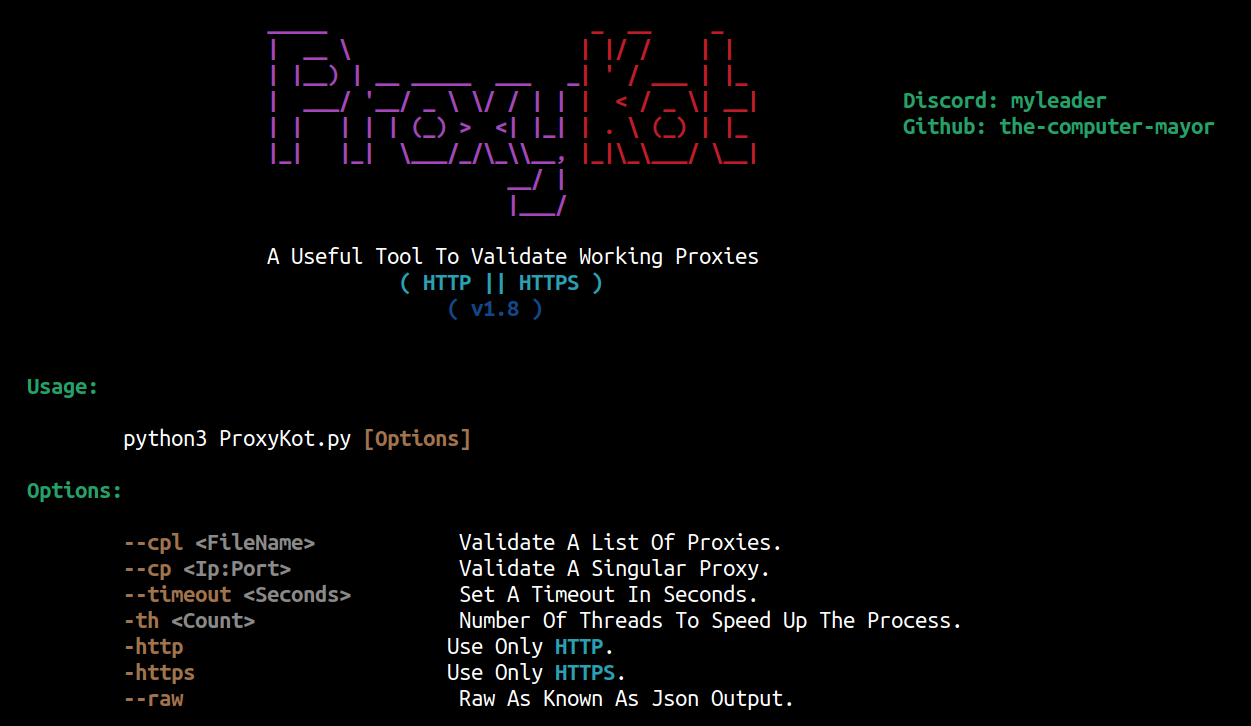 ProxyKot
Discord: myleader
Github: the-computer-mayor
A Useful Tool To Validate Working Proxies
( HTTP || HTTPS )
( v1.8 )
Usage:
python3 ProxyKot.py [Options]
Options:
--cpl <FileName> Validate A List Of Proxies.
--cp <Ip:Port> Validate A Singular Proxy.
--timeout <Seconds> Set A Timeout In Seconds.
-th <Count> Number Of Threads To Speed Up The Process.
-http Use Only HTTP.
-https Use Only HTTPS.
--raw Raw As Known As Json Output.